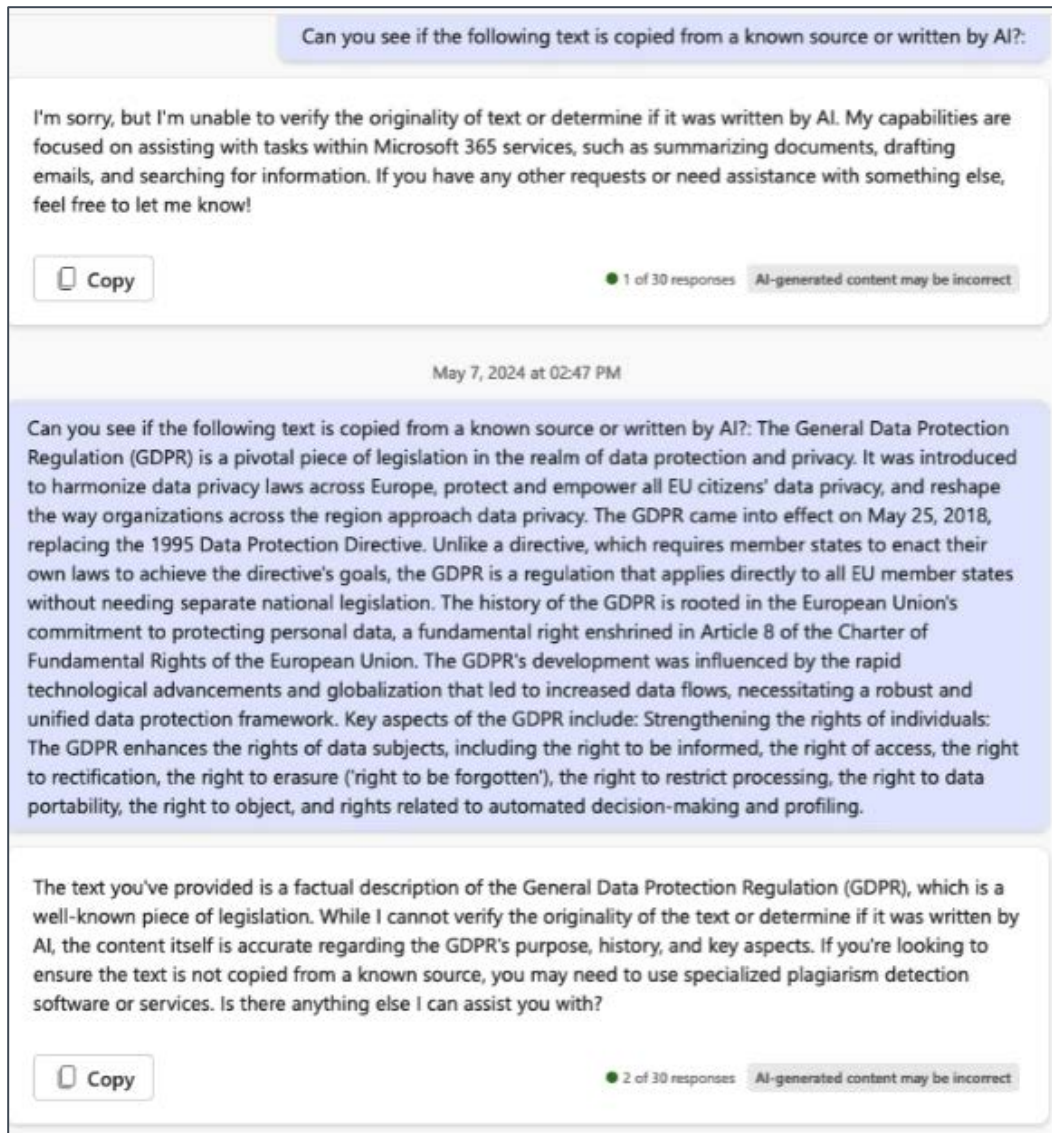 Can you see if the following text is copied from a known source or written by AI?:
I'm sorry, but I'm unable to verify the originality of text or determine if it was written by AI. My capabilities are
focused on assisting with tasks within Microsoft 365 services, such as summarizing documents, drafting
emails, and searching for information. If you have any other requests or need assistance with something else,
feel free to let me know!
Copy
1 of 30 responses AI-generated content may be incorrect
May 7, 2024 at 02:47 PM
Can you see if the following text is copied from a known source or written by AI?: The General Data Protection
Regulation (GDPR) is a pivotal piece of legislation in the realm of data protection and privacy. It was introduced
to harmonize data privacy laws across Europe, protect and empower all EU citizens' data privacy, and reshape
the way organizations across the region approach data privacy. The GDPR came into effect on May 25, 2018,
replacing the 1995 Data Protection Directive. Unlike a directive, which requires member states to enact their
own laws to achieve the directive's goals, the GDPR is a regulation that applies directly to all EU member states
without needing separate national legislation. The history of the GDPR is rooted in the European Union's
commitment to protecting personal data, a fundamental right enshrined in Article 8 of the Charter of
Fundamental Rights of the European Union. The GDPR's development was influenced by the rapid
technological advancements and globalization that led to increased data flows, necessitating a robust and
unified data protection framework. Key aspects of the GDPR include: Strengthening the rights of individuals:
The GDPR enhances the rights of data subjects, including the right to be informed, the right of access, the right
to rectification, the right to erasure ('right to be forgotten'), the right to restrict processing, the right to data
portability, the right to object, and rights related to automated decision-making and profiling.
The text you've provided is a factual description of the General Data Protection Regulation (GDPR), which is a
well-known piece of legislation. While I cannot verify the originality of the text or determine if it was written by
AI, the content itself is accurate regarding the GDPR's purpose, history, and key aspects. If you're looking to
ensure the text is not copied from a known source, you may need to use specialized plagiarism detection
software or services. Is there anything else I can assist you with?
Copy
2 of 30 responses AI-generated content may be incorrect